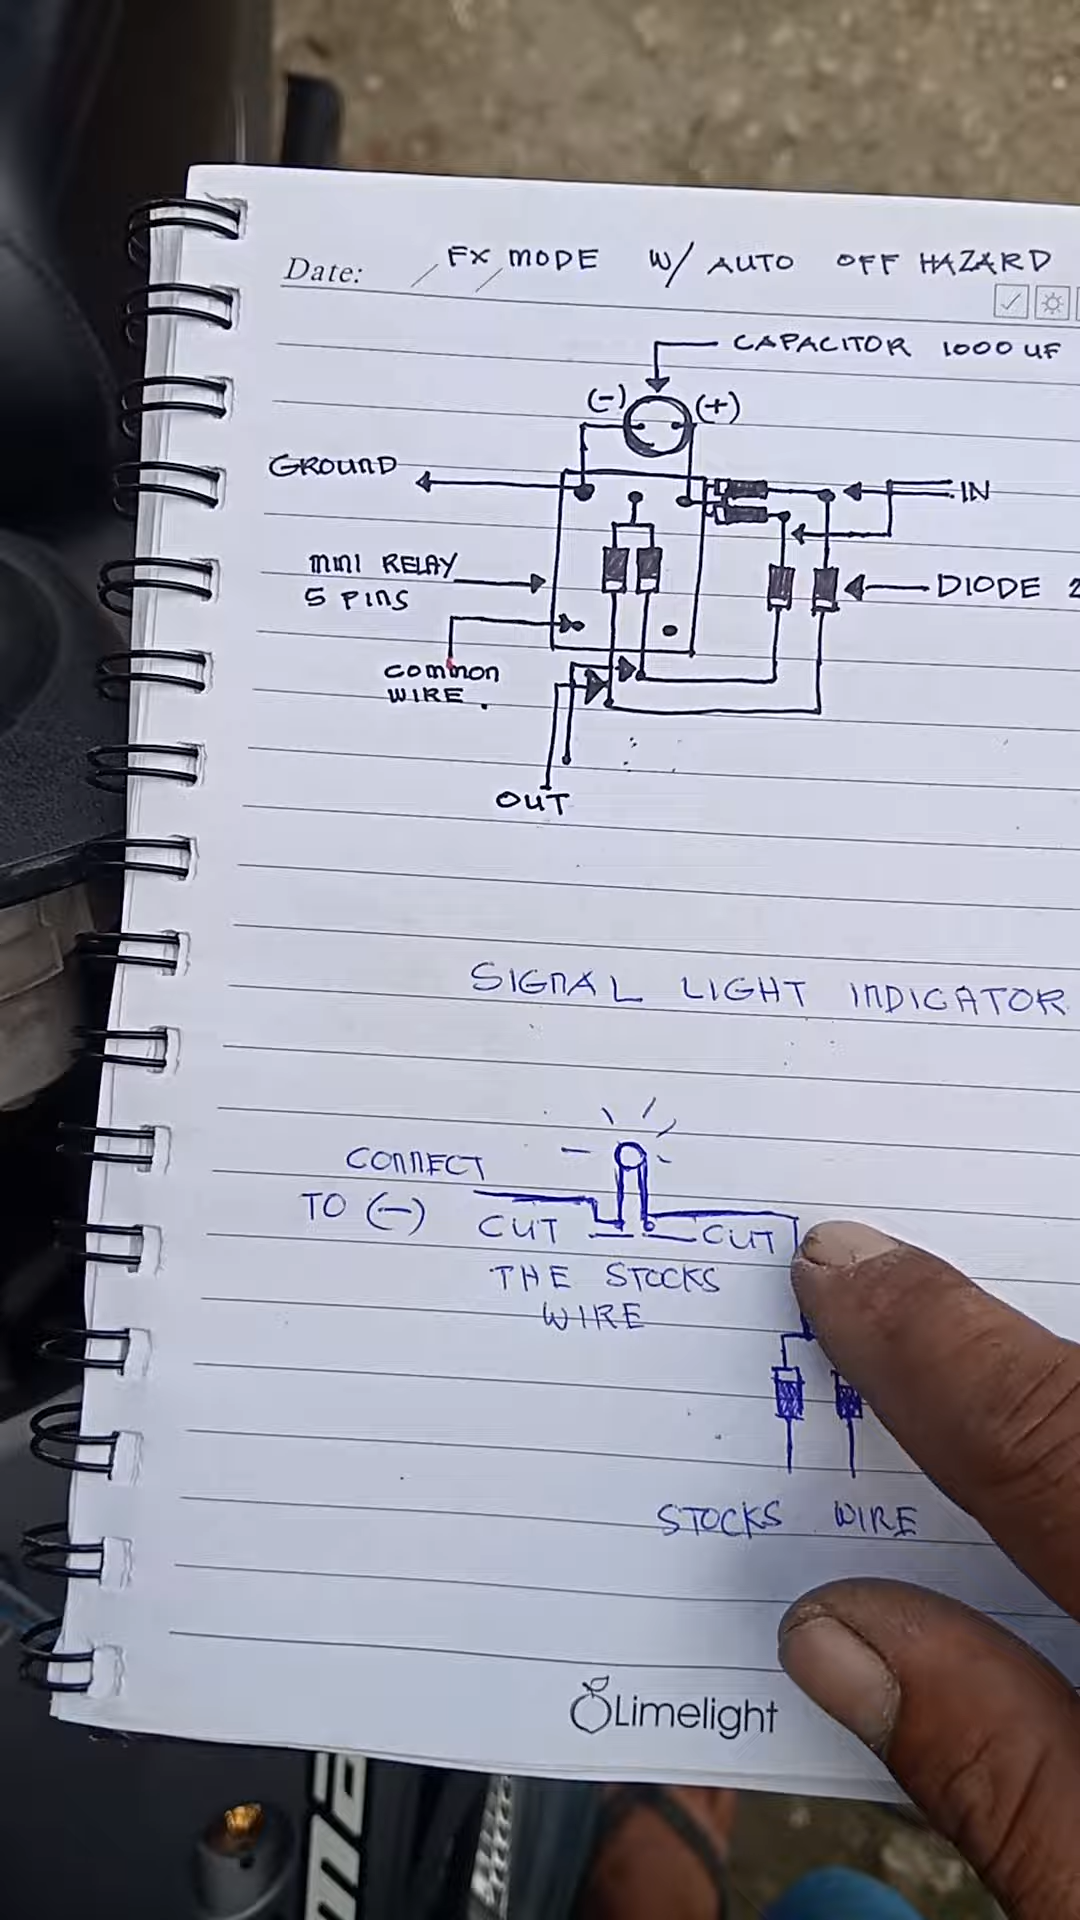 Date: FX MODE W/ AUTO OFF HAZARD
CAPACITOR 1000 UF
(-) (+)
GROUND
IN
MINI RELAY
5 PINS
DIODE 2
COMMON
WIRE.
OUT
SIGNAL LIGHT INDICATOR
CONNECT
TO (-)
CUT CUT
THE STOCKS
WIRE
STOCKS WIRE
Limelight